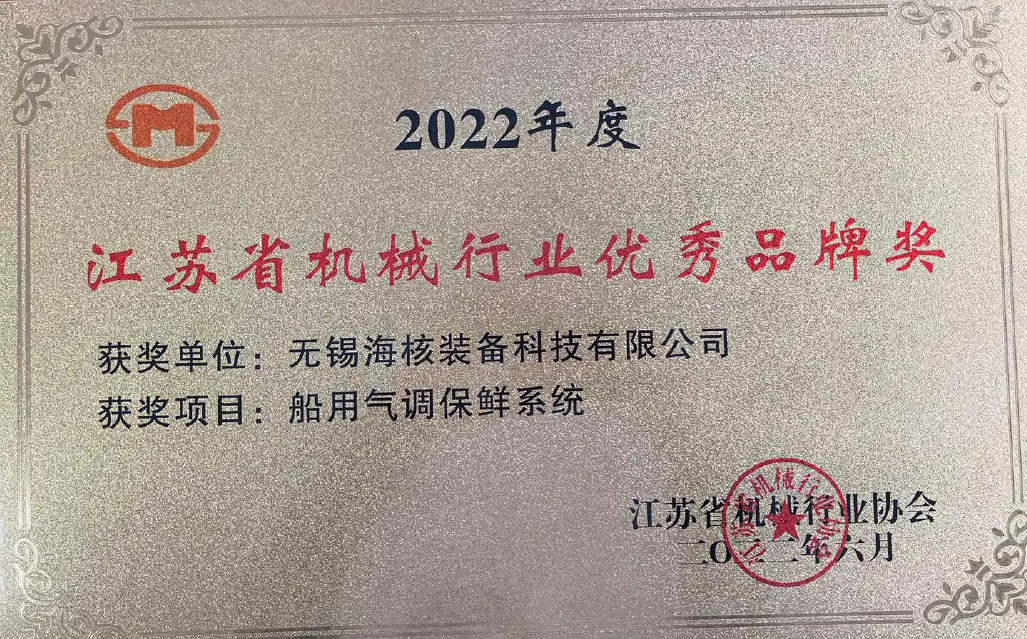 2022年度
江苏省机械行业优秀品牌奖
获奖单位：无锡海核装备科技有限公司
获奖项目：船用气调保鲜系统
江苏省机械行业协会
二〇二二年六月